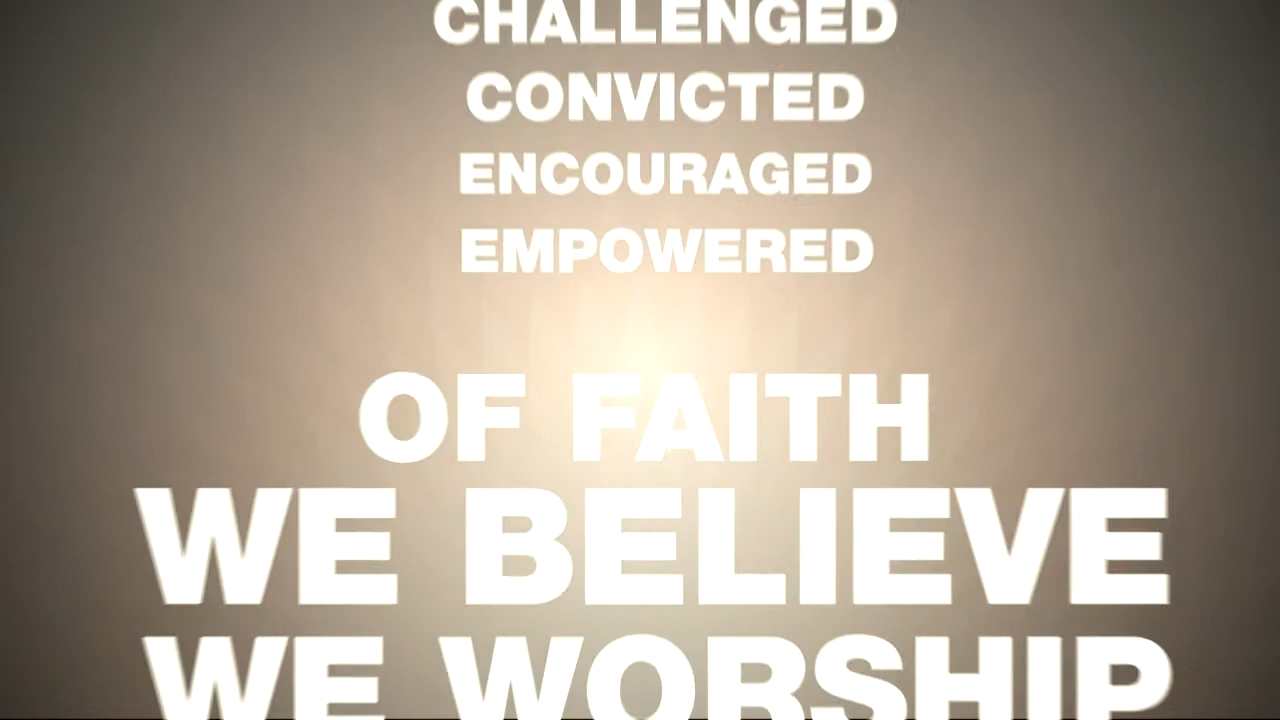 CHALLENGED
CONVICTED
ENCOURAGED
EMPOWERED
OF FAITH
WE BELIEVE
WE WORSHIP